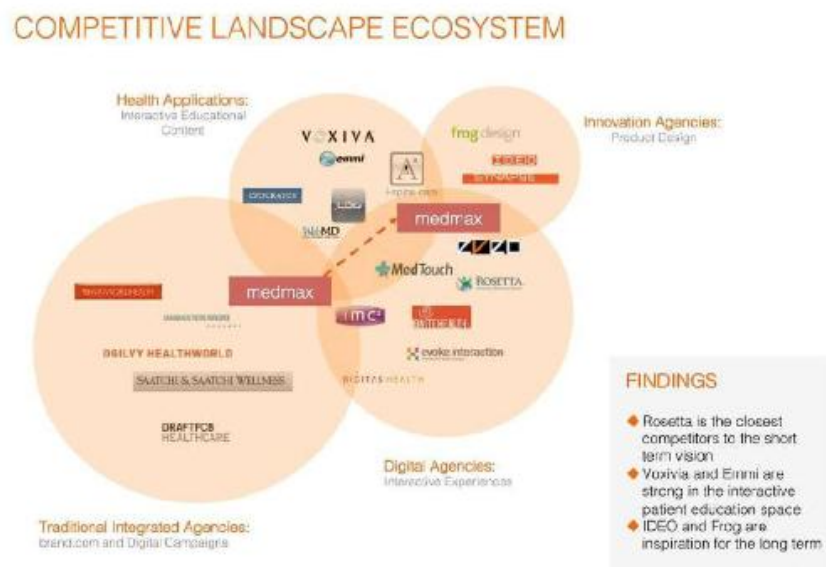 COMPETITIVE LANDSCAPE ECOSYSTEM
Health Applications:
Interactive Educational
Content
VOXIVA
emmi
A
WebMD
frog design
IDEO
SYNAPSE
Innovation Agencies:
Product Design
medmax
medmax
MedTouch
ROSETTA
imc²
evoke interaction
DIGITAS HEALTH
OGILVY HEALTHWORLD
SAATCHI & SAATCHI WELLNESS
DRAFTFCB
HEALTHCARE
Digital Agencies:
Interactive Experiences
Traditional Integrated Agencies:
brand.com and Digital Campaigns
FINDINGS
Rosetta is the closest
competitors to the short
term vision
Voxivia and Emmi are
strong in the interactive
patient education space
IDEO and Frog are
inspiration for the long term